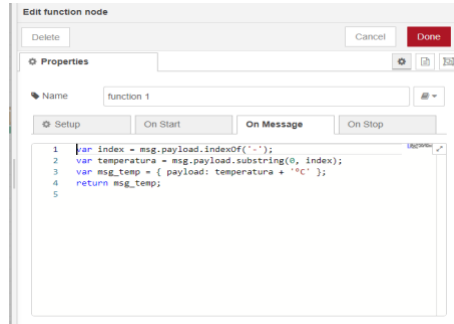 Edit function node
Delete
Cancel
Done
Properties
Name
function 1
Setup
On Start
On Message
On Stop
1 var index = msg.payload.indexOf('-');
2 var temperatura = msg.payload.substring(0, index);
3 var msg_temp = { payload: temperatura + '°C' };
4 return msg_temp;
5